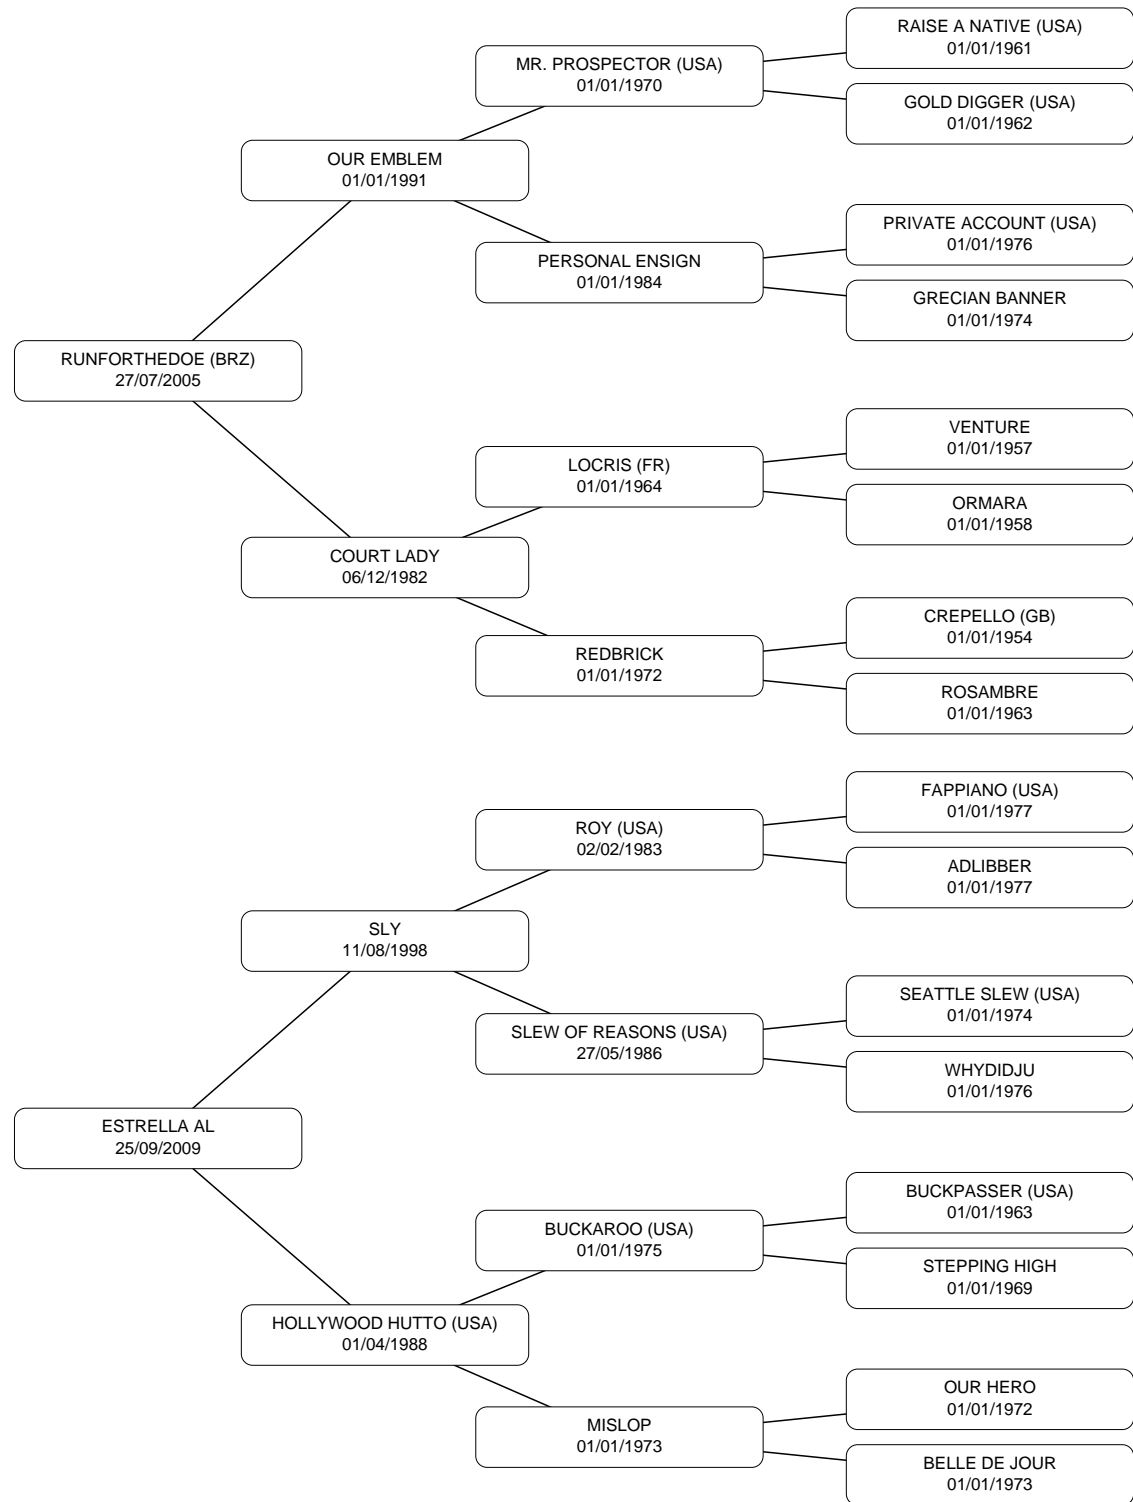 RAISE A NATIVE (USA)
01/01/1961
MR. PROSPECTOR (USA)
01/01/1970
GOLD DIGGER (USA)
01/01/1962
OUR EMBLEM
01/01/1991
PRIVATE ACCOUNT (USA)
01/01/1976
PERSONAL ENSIGN
01/01/1984
GRECIAN BANNER
01/01/1974
RUNFORTHEDOE (BRZ)
27/07/2005
VENTURE
01/01/1957
LOCRIS (FR)
01/01/1964
ORMARA
01/01/1958
COURT LADY
06/12/1982
CREPELLO (GB)
01/01/1954
REDBRICK
01/01/1972
ROSAMBRE
01/01/1963
FAPPIANO (USA)
01/01/1977
ROY (USA)
02/02/1983
ADLIBBER
01/01/1977
SLY
11/08/1998
SEATTLE SLEW (USA)
01/01/1974
SLEW OF REASONS (USA)
27/05/1986
WHYDIDJU
01/01/1976
ESTRELLA AL
25/09/2009
BUCKPASSER (USA)
01/01/1963
BUCKAROO (USA)
01/01/1975
STEPPING HIGH
01/01/1969
HOLLYWOOD HUTTO (USA)
01/04/1988
OUR HERO
01/01/1972
MISLOP
01/01/1973
BELLE DE JOUR
01/01/1973